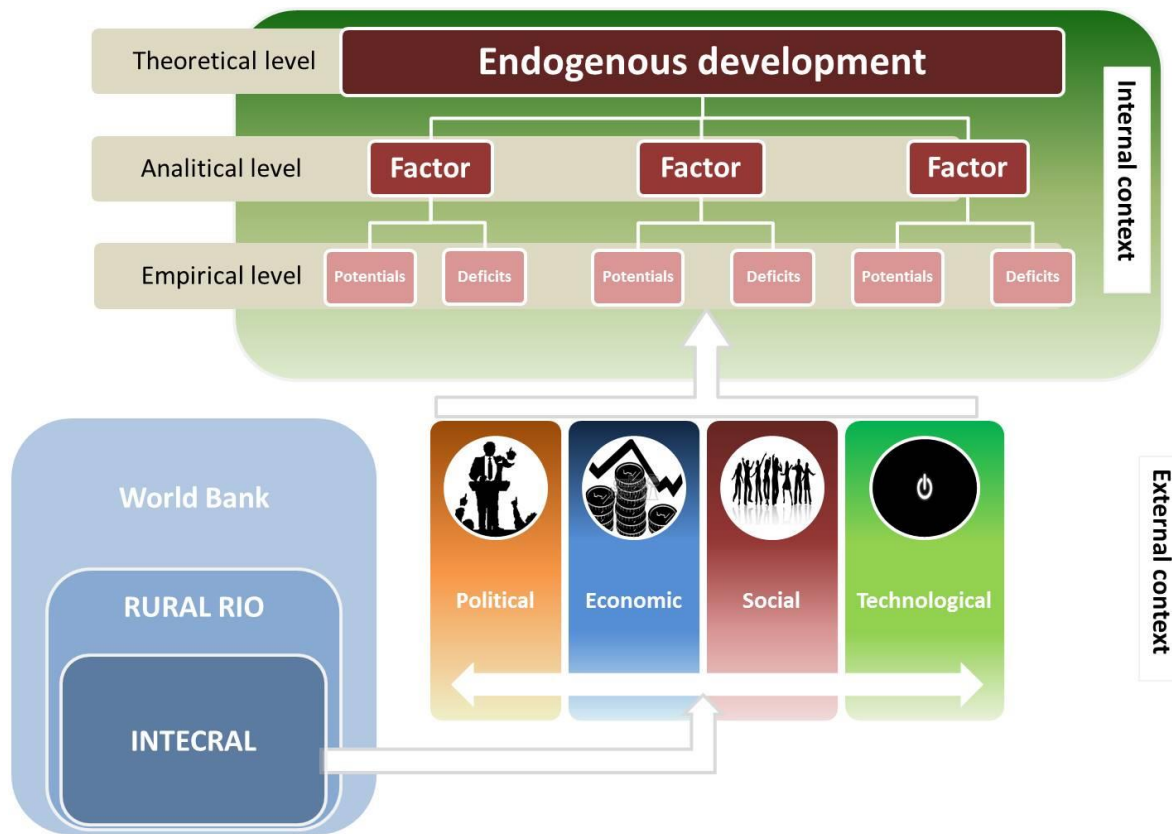 Theoretical level
Endogenous development
Analitical level
Factor
Factor
Factor
Empirical level
Potentials
Deficits
Potentials
Deficits
Potentials
Deficits
Internal context
World Bank
RURAL RIO
INTECRAL
Political
Economic
Social
Technological
External context